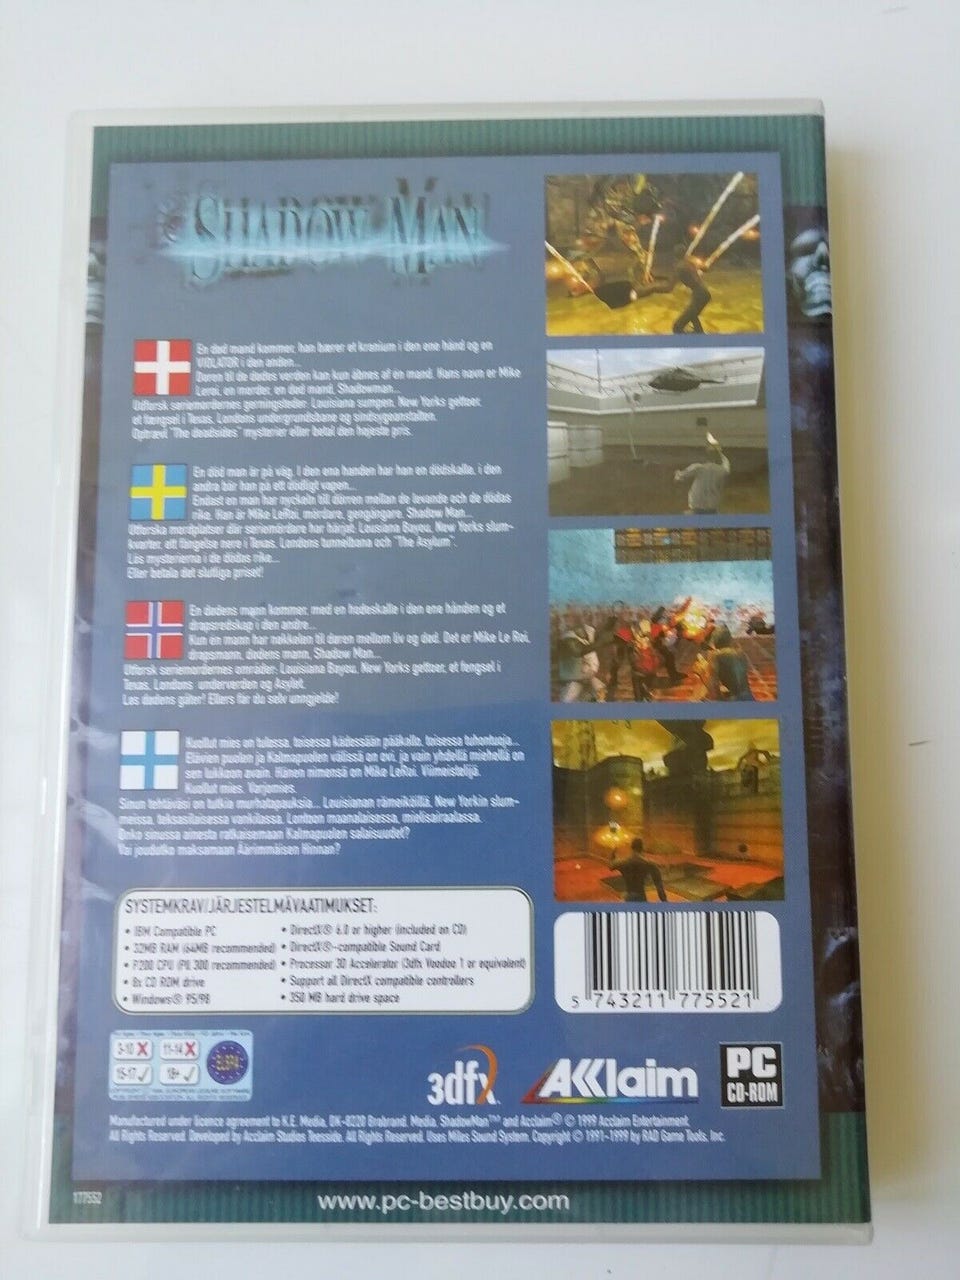 SHADOW MAN
En død mand kommer, han bærer et kranium i den ene hånd og en
VIOLATOR i den anden...
Døren til de dødes verden kan kun åbnes af en mand. Hans navn er Mike
Leroi, en morder, en død mand, Shadowman...
Udforsk seriemordernes gerningsteder. Louisiana sumpen, New Yorks gettoer,
et fængsel i Texas, Londons undergrundsbane og sindsygeanstalten.
Optrævl "The deadsides" mysterier eller betal den højeste pris.
En död man är på väg. I den ena handen har han en dödskalle, i den
andra bär han på ett dödligt vapen...
Endast en man har nyckeln till dörren mellan de levande och de dödas
rike. Han är Mike LeRoi, mördare, gengångare. Shadow Man...
Utforska mordplatser där seriemördare har härjat. Lousiana Bayou, New Yorks slum-
kvarter, ett fängelse nere i Texas, Londons tunnelbana och "The Asylum".
Lös mysterierna i de dödas rike...
Eller betala det slutliga priset!
En dødens mann kommer, med en hodeskalle i den ene hånden og et
drapsredskap i den andre...
Kun en mann har nøkkelen til døren mellom liv og død. Det er Mike Le Roi,
drapsmann, dødens mann, Shadow Man...
Utforsk seriemordernes områder. Louisiana Bayou, New Yorks gettoer, et fengsel i
Texas, Londons underverden og Asylet.
Løs dødens gåter! Ellers får du selv unngjelde!
Kuollut mies on tulossa, toisessa kädessään pääkallo, toisessa tuhontuoja...
Elävien puolen ja Kalmapuolen välissä on ovi, ja vain yhdellä miehellä on
sen lukkoon avain. Hänen nimensä on Mike LeRoi. Viimeistelijä.
Kuollut mies. Varjomies.
Sinun tehtäväsi on tutkia murhatapauksia... Louisianan rämeiköillä, New Yorkin slum-
meissa, teksasilaisessa vankilassa, Lontoon maanalaisessa, mielisairaalassa.
Onko sinussa ainesta ratkaisemaan Kalmapuolen salaisuudet?
Vai joudutko maksamaan Äärimmäisen Hinnan?
SYSTEMKRAV/JÄRJESTELMÄVAATIMUKSET:
• IBM Compatible PC
• 32MB RAM (64MB recommended)
• P200 CPU (PII 300 recommended)
• 8x CD ROM drive
• Windows® 95/98
• DirectX® 6.0 or higher (included on CD)
• DirectX®-compatible Sound Card
• Processor 3D Accelerator (3dfx Voodoo 1 or equivalent)
• Support all DirectX compatible controllers
• 350 MB hard drive space
5 743211 775521
3-10 11-14
15-17 18+
ELSPA
3dfx
AKKlaim
PC
CD-ROM
Manufactured under licence agreement to K.E. Media, DK-8220 Brabrand. Media. ShadowMan™ and Acclaim® © 1999 Acclaim Entertainment.
All Rights Reserved. Developed by Acclaim Studios Teesside. All Rights Reserved. Uses Miles Sound System. Copyright © 1991-1999 by RAD Game Tools, Inc.
177552
www.pc-bestbuy.com